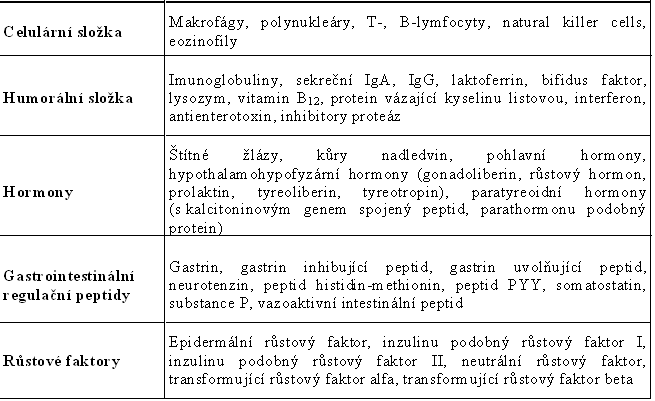 Celulární složka
Makrofágy, polynukleáry, T-, B-lymfocyty, natural killer cells,
eozinofily
Humorální složka
Imunoglobuliny, sekreční IgA, IgG, laktoferrin, bifidus faktor,
lysozym, vitamin B12, protein vázající kyselinu listovou, interferon,
antienterotoxin, inhibitory proteáz
Hormony
Štítné žlázy, kůry nadledvin, pohlavní hormony,
hypothalamohypofyzární hormony (gonadoliberin, růstový hormon,
prolaktin, tyreoliberin, tyreotropin), paratyreoidní hormony
(s kalcitoninovým genem spojený peptid, parathormonu podobný
protein)
Gastrointestinální
regulační peptidy
Gastrin, gastrin inhibující peptid, gastrin uvolňující peptid,
neurotenzin, peptid histidin-methionin, peptid PYY, somatostatin,
substance P, vazoaktivní intestinální peptid
Růstové faktory
Epidermální růstový faktor, inzulinu podobný růstový faktor I,
inzulinu podobný růstový faktor II, neutrální růstový faktor,
transformující růstový faktor alfa, transformující růstový faktor beta